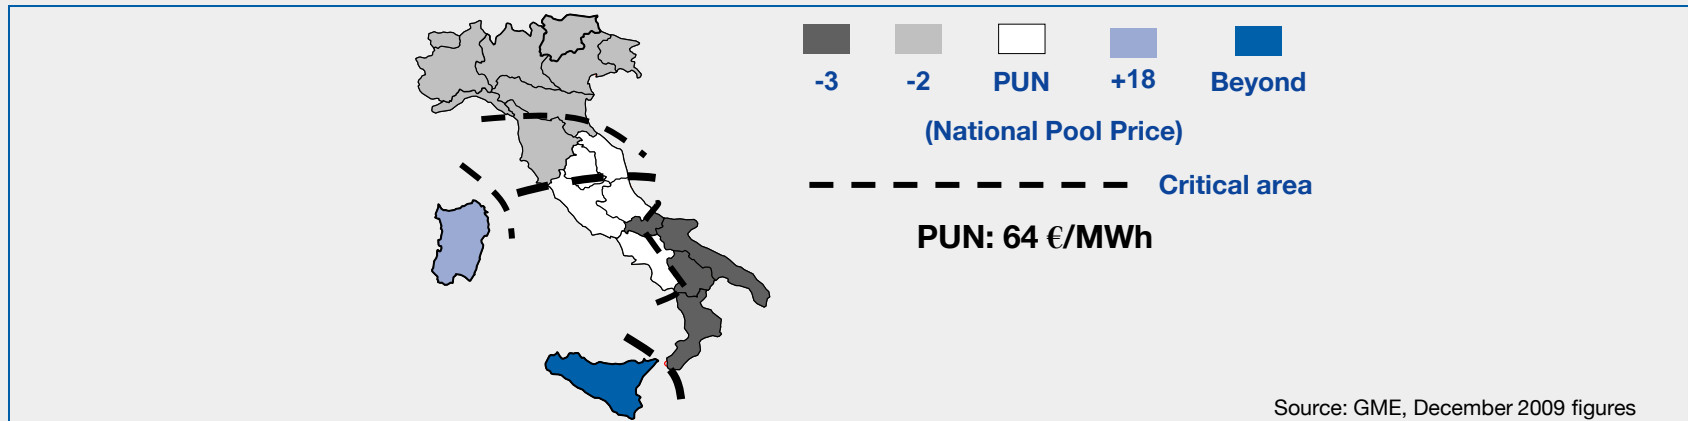 -3 -2 PUN +18 Beyond
(National Pool Price)
Critical area
PUN: 64 €/MWh
Source: GME, December 2009 figures